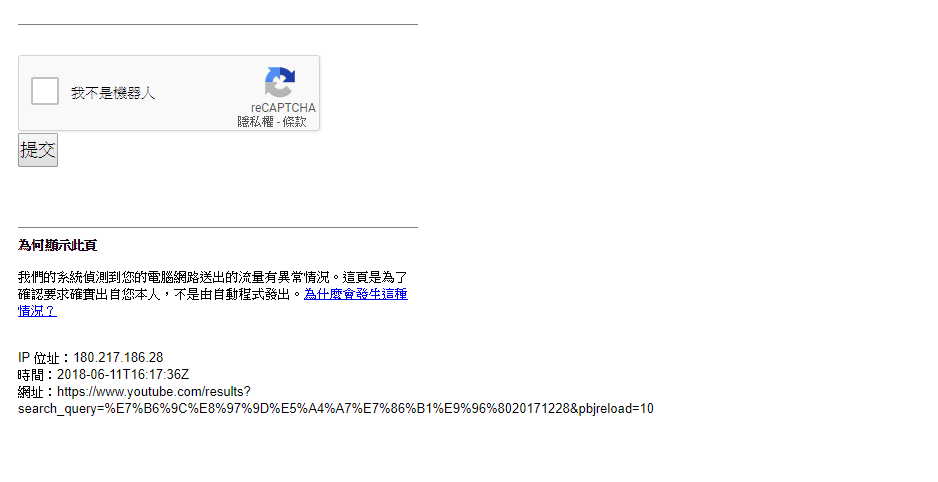 我不是機器人
reCAPTCHA
隱私權 - 條款
提交
為何顯示此頁
我們的系統偵測到您的電腦網路送出的流量有異常情況。這頁是為了
確認要求確實出自您本人，不是由自動程式發出。為什麼會發生這種
情況？
IP 位址：180.217.186.28
時間：2018-06-11T16:17:36Z
網址：https://www.youtube.com/results?
search_query=%E7%B6%9C%E8%97%9D%E5%A4%A7%E7%86%B1%E9%96%8020171228&pbjreload=10